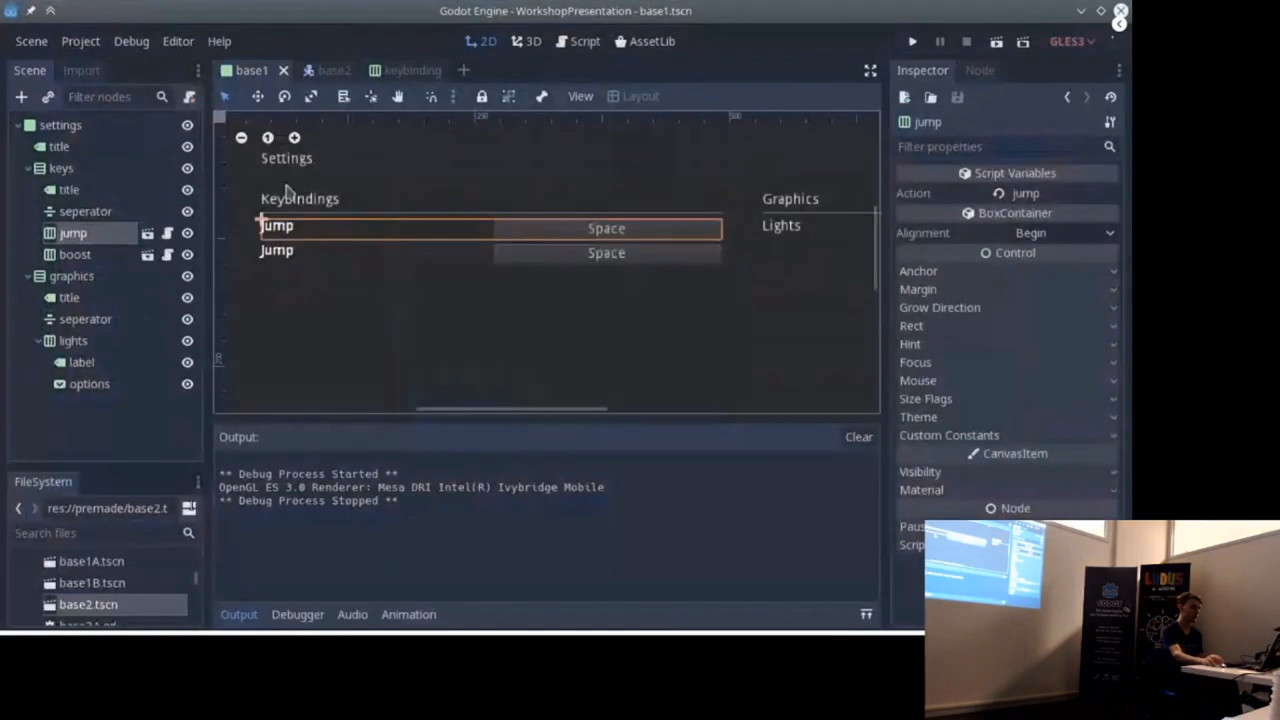 Godot Engine - WorkshopPresentation - base1.tscn
Scene Project Debug Editor Help
2D 3D Script AssetLib
GLES3
Scene Import
base1 base2 keybinding
Inspector Node
Filter nodes
View Layout
jump
Filter properties
settings
title
keys
title
seperator
jump
boost
graphics
title
seperator
lights
label
options
250 500
250
Settings
Keybindings
Jump Space
Jump Space
Graphics
Lights
Script Variables
Action jump
BoxContainer
Alignment Begin
Control
Anchor
Margin
Grow Direction
Rect
Hint
Focus
Mouse
Size Flags
Theme
Custom Constants
CanvasItem
Visibility
Material
Node
Output: Clear
** Debug Process Started **
OpenGL ES 3.0 Renderer: Mesa DRI Intel(R) Ivybridge Mobile
** Debug Process Stopped **
FileSystem
res://premade/base2.t
Search files
base1A.tscn
base1B.tscn
base2.tscn
Output Debugger Audio Animation
GODOT
LUDUS